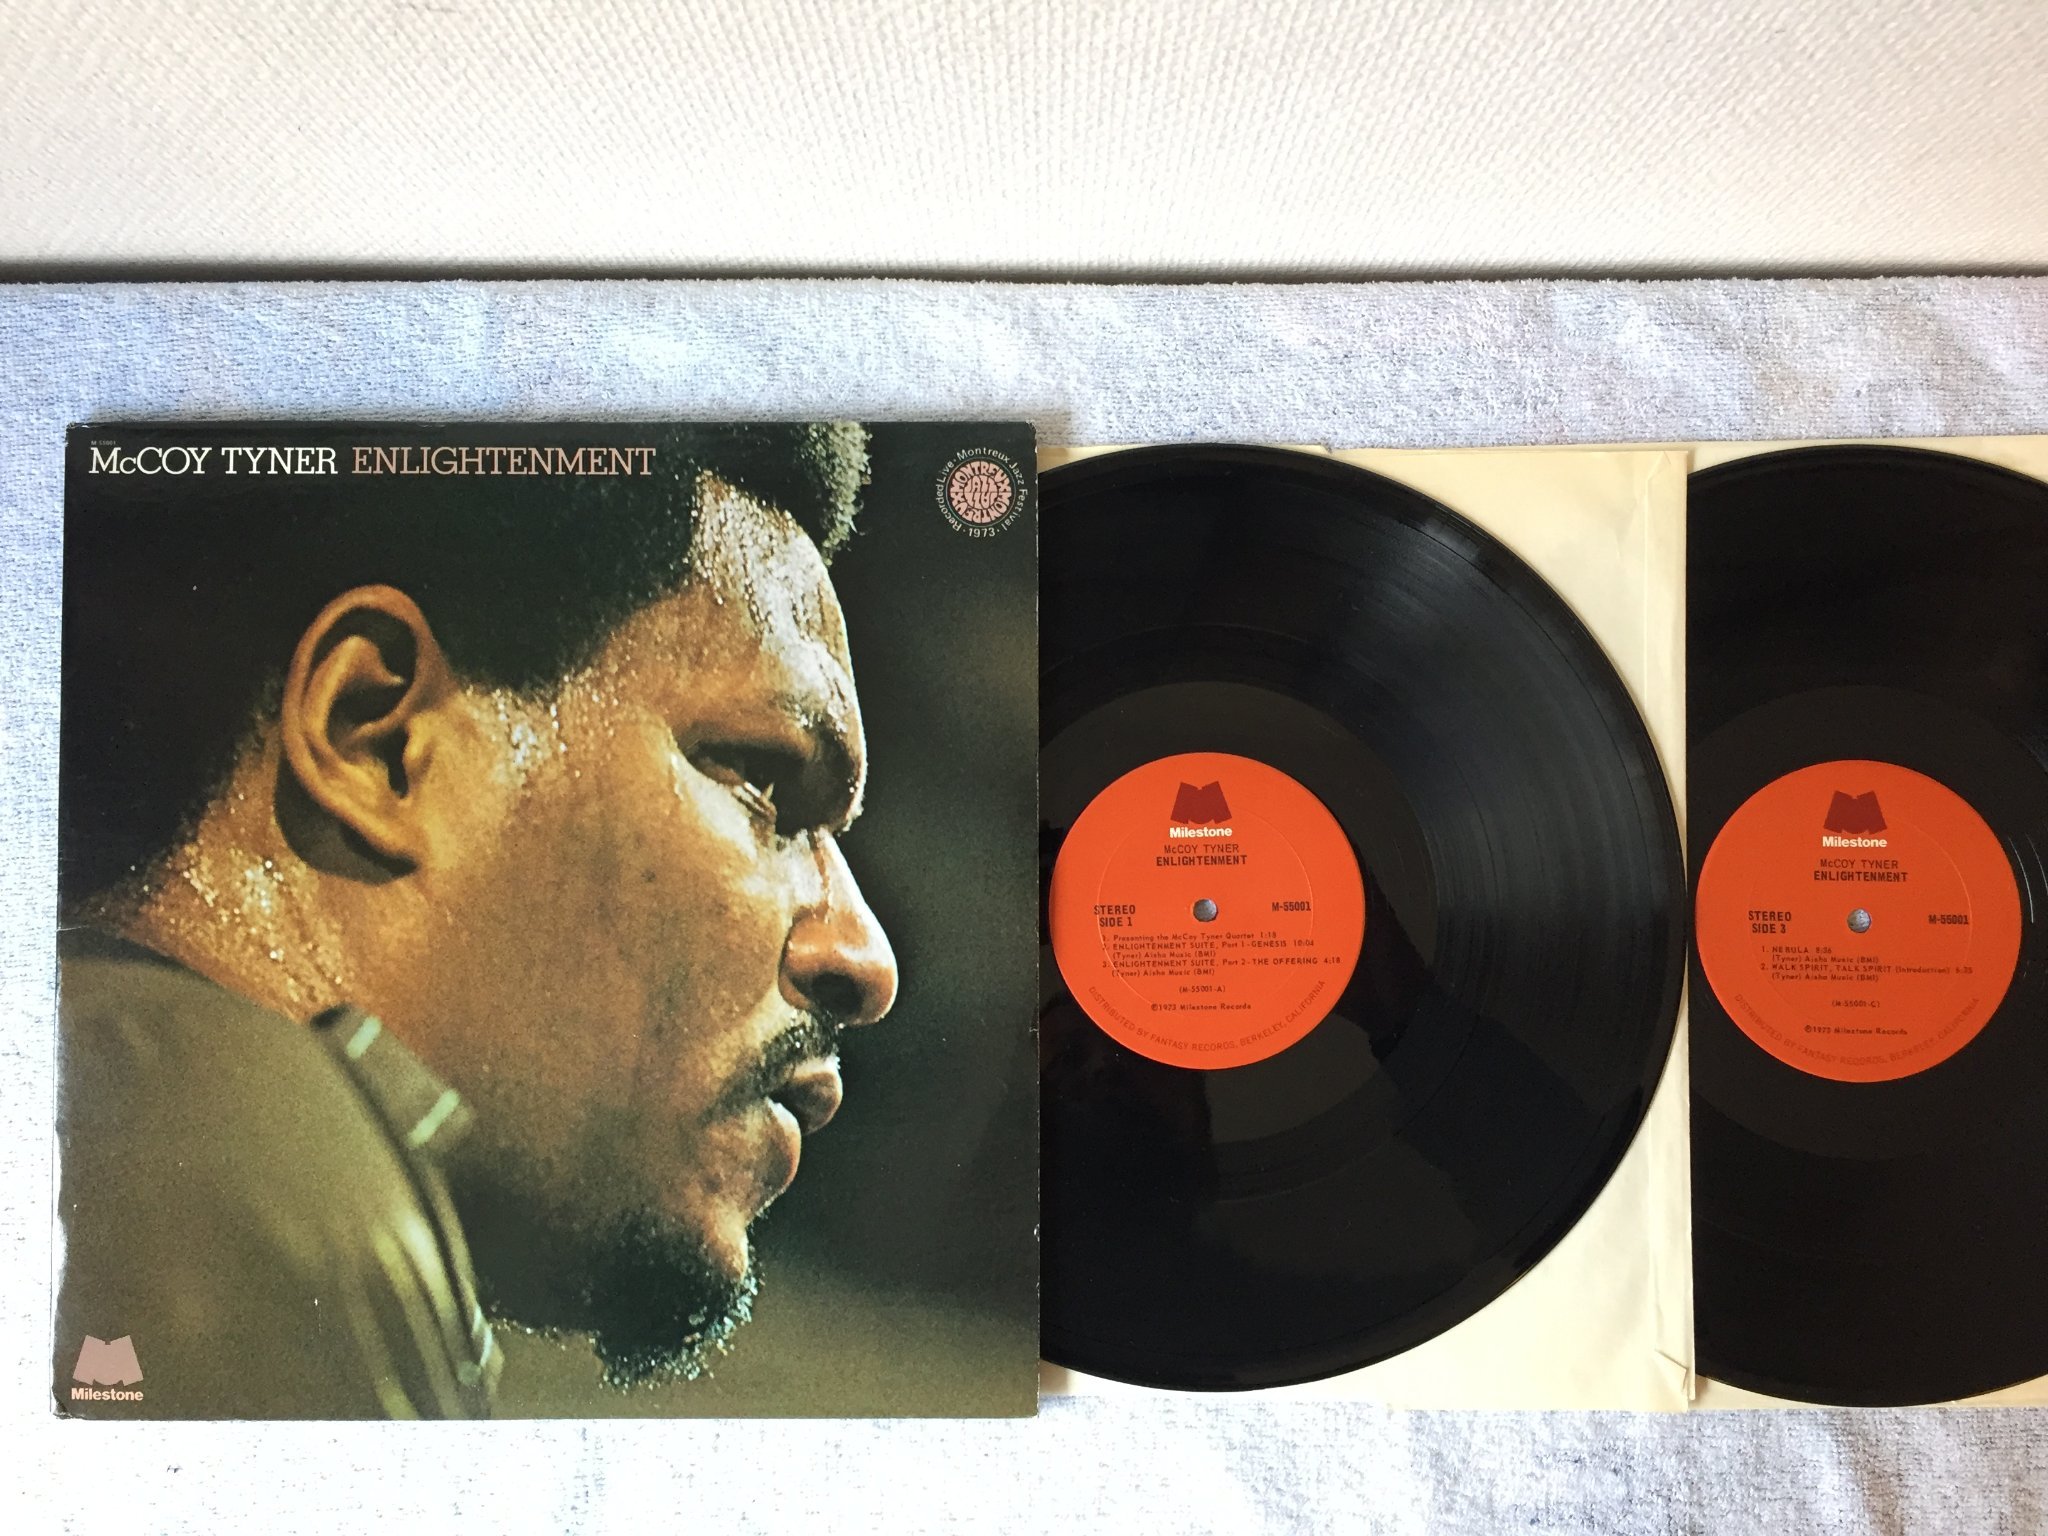 M-55001
McCOY TYNER ENLIGHTENMENT
Recorded Live · Montreux Jazz Festival · 1973 ·
Milestone
Milestone
McCOY TYNER
ENLIGHTENMENT
STEREO
SIDE 1
M-55001
1. Presenting the McCoy Tyner Quartet 1:18
2. ENLIGHTENMENT SUITE, Part 1 - GENESIS 10:04
(Tyner) Aisha Music (BMI)
3. ENLIGHTENMENT SUITE, Part 2 - THE OFFERING 4:18
(Tyner) Aisha Music (BMI)
(M-55001-A)
℗1973 Milestone Records
DISTRIBUTED BY FANTASY RECORDS, BERKELEY, CALIFORNIA
Milestone
McCOY TYNER
ENLIGHTENMENT
STEREO
SIDE 3
M-55001
1. NEBULA 8:36
(Tyner) Aisha Music (BMI)
2. WALK SPIRIT, TALK SPIRIT (Introduction) 5:25
(Tyner) Aisha Music (BMI)
(M-55001-C)
℗1973 Milestone Records
DISTRIBUTED BY FANTASY RECORDS, BERKELEY, CALIFORNIA